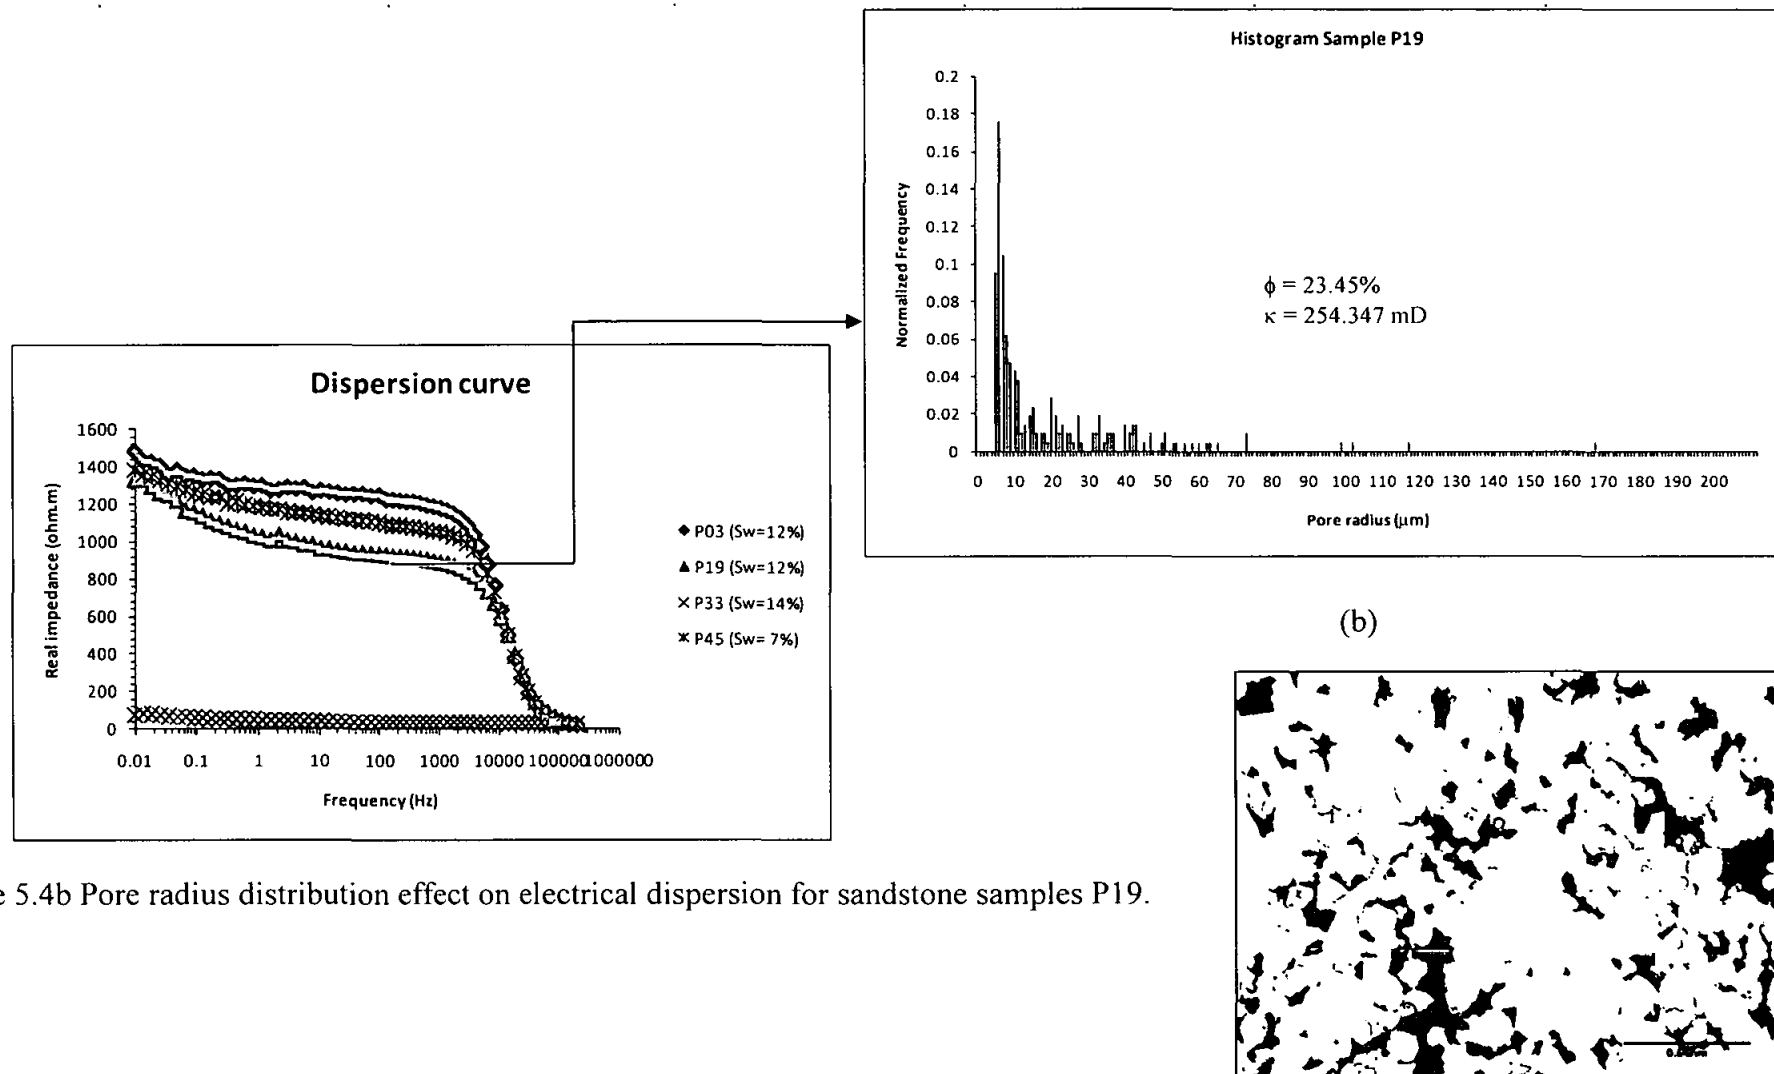 Histogram Sample P19
0.2
0.18
0.16
0.14
0.12
0.1
0.08
0.06
0.04
0.02
0
Normalized Frequency
ϕ = 23.45%
κ = 254.347 mD
0 10 20 30 40 50 60 70 80 90 100 110 120 130 140 150 160 170 180 190 200
Pore radius (µm)
Dispersion curve
1600
1400
1200
1000
800
600
400
200
0
Real impedance (ohm.m)
P03 (Sw=12%)
P19 (Sw=12%)
P33 (Sw=14%)
P45 (Sw= 7%)
0.01 0.1 1 10 100 1000 10000 100000 1000000
Frequency (Hz)
(b)
e 5.4b Pore radius distribution effect on electrical dispersion for sandstone samples P19.